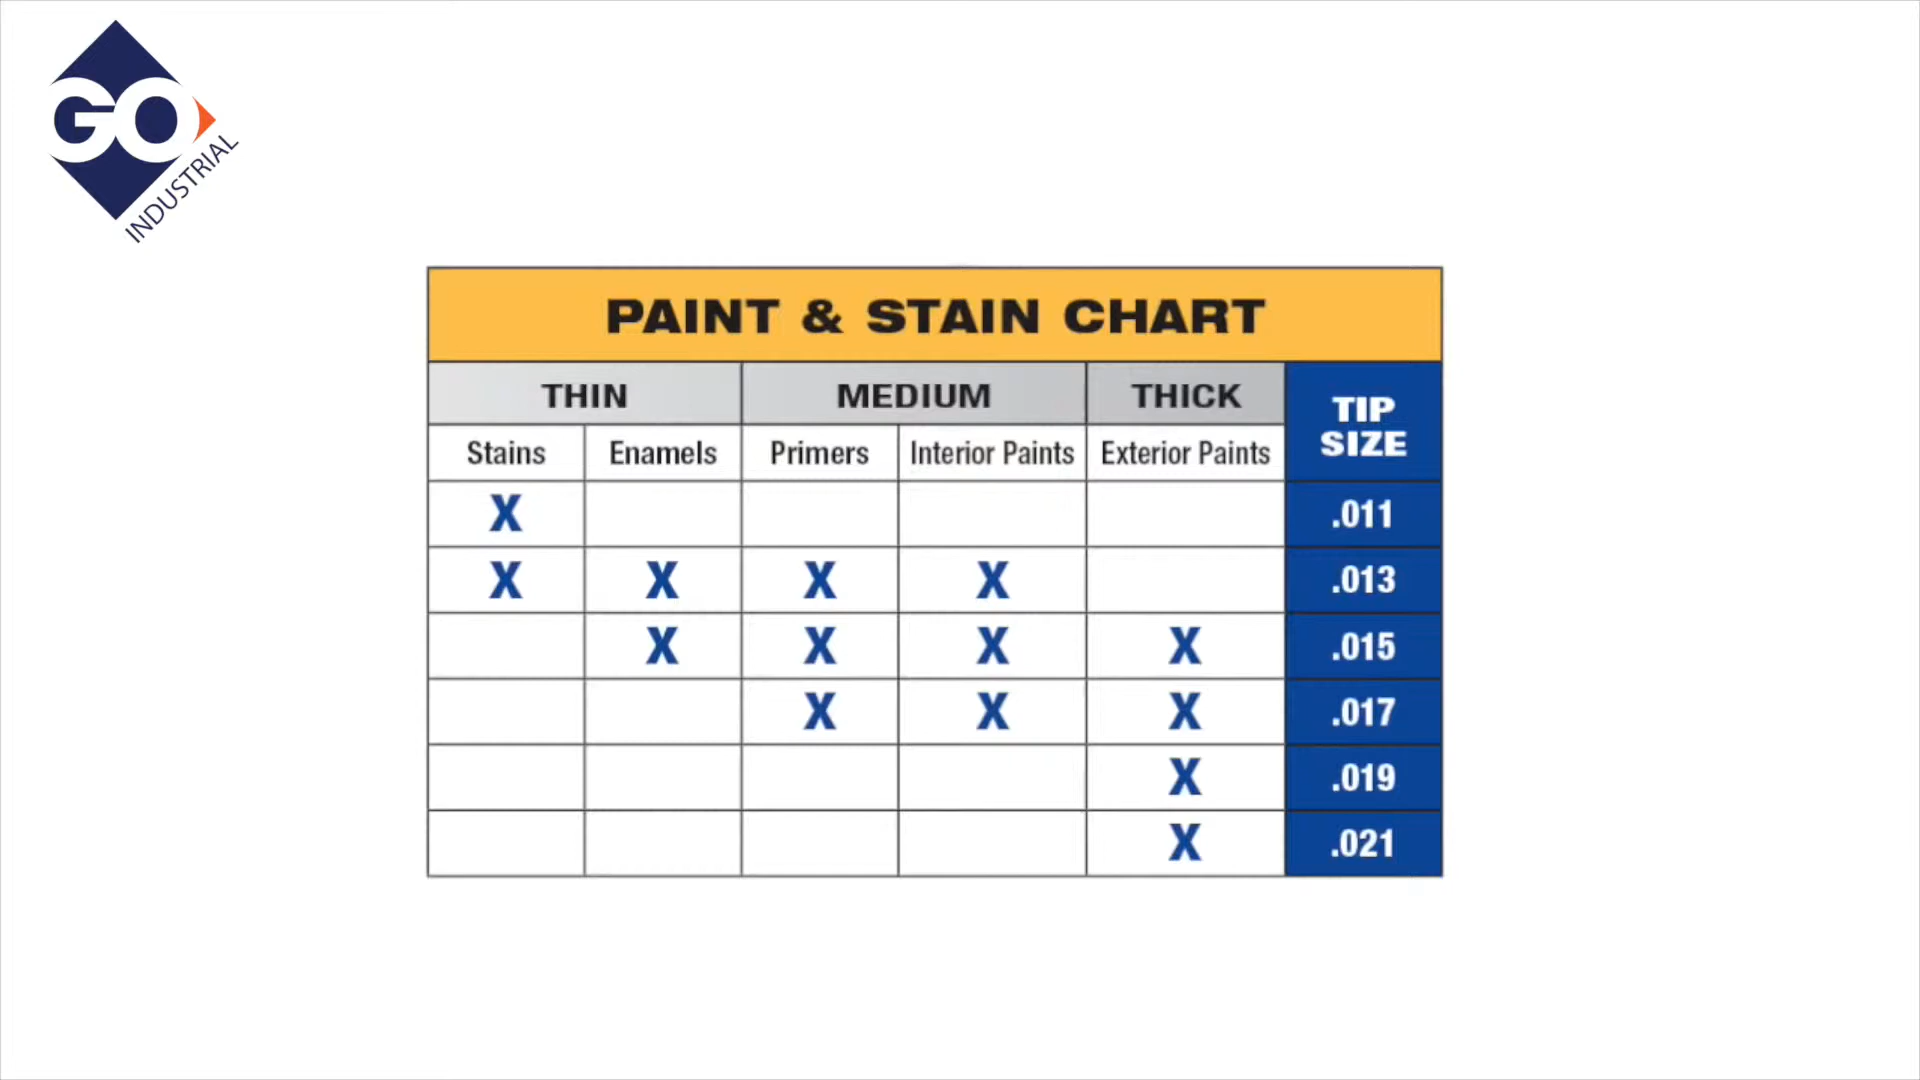 GO
INDUSTRIAL
PAINT & STAIN CHART
THIN MEDIUM THICK TIP SIZE
Stains Enamels Primers Interior Paints Exterior Paints
X .011
X X X X .013
X X X X .015
X X X .017
X .019
X .021